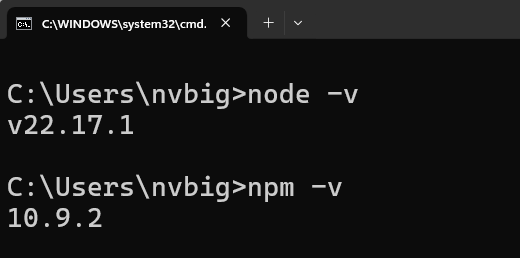 C:\WINDOWS\system32\cmd.
C:\Users\nvbig>node -v
v22.17.1
C:\Users\nvbig>npm -v
10.9.2